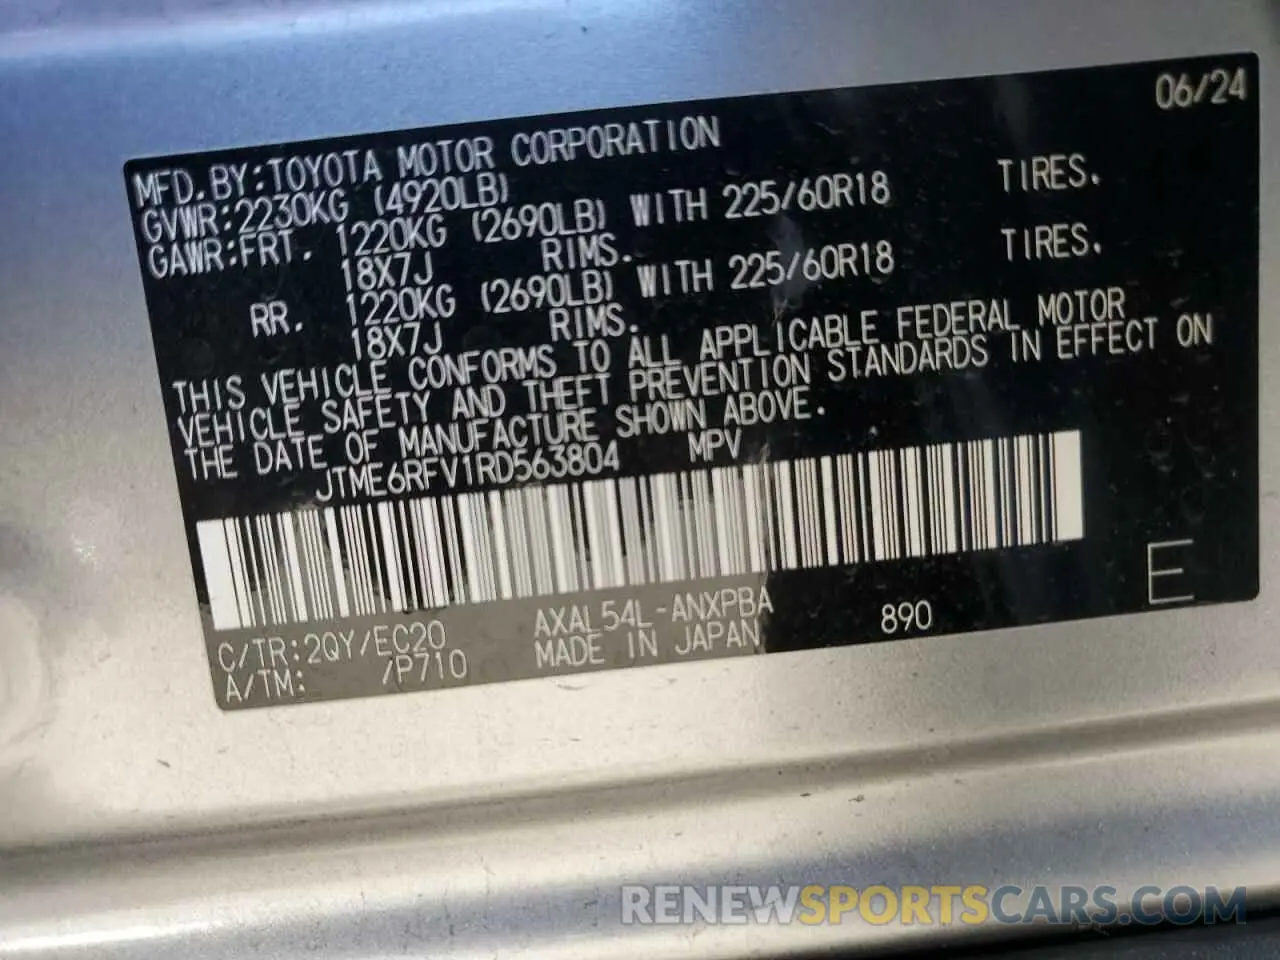 06/24
MFD.BY:TOYOTA MOTOR CORPORATION
GVWR:2230KG (4920LB)
GAWR:FRT. 1220KG (2690LB) WITH 225/60R18 TIRES.
18X7J RIMS.
RR. 1220KG (2690LB) WITH 225/60R18 TIRES.
18X7J RIMS.
THIS VEHICLE CONFORMS TO ALL APPLICABLE FEDERAL MOTOR
VEHICLE SAFETY AND THEFT PREVENTION STANDARDS IN EFFECT ON
THE DATE OF MANUFACTURE SHOWN ABOVE.
JTME6RFV1RD563804 MPV
C/TR:2QY/EC20 AXAL54L-ANXPBA 890 E
A/TM: /P710 MADE IN JAPAN
RENEWSPORTSCARS.COM